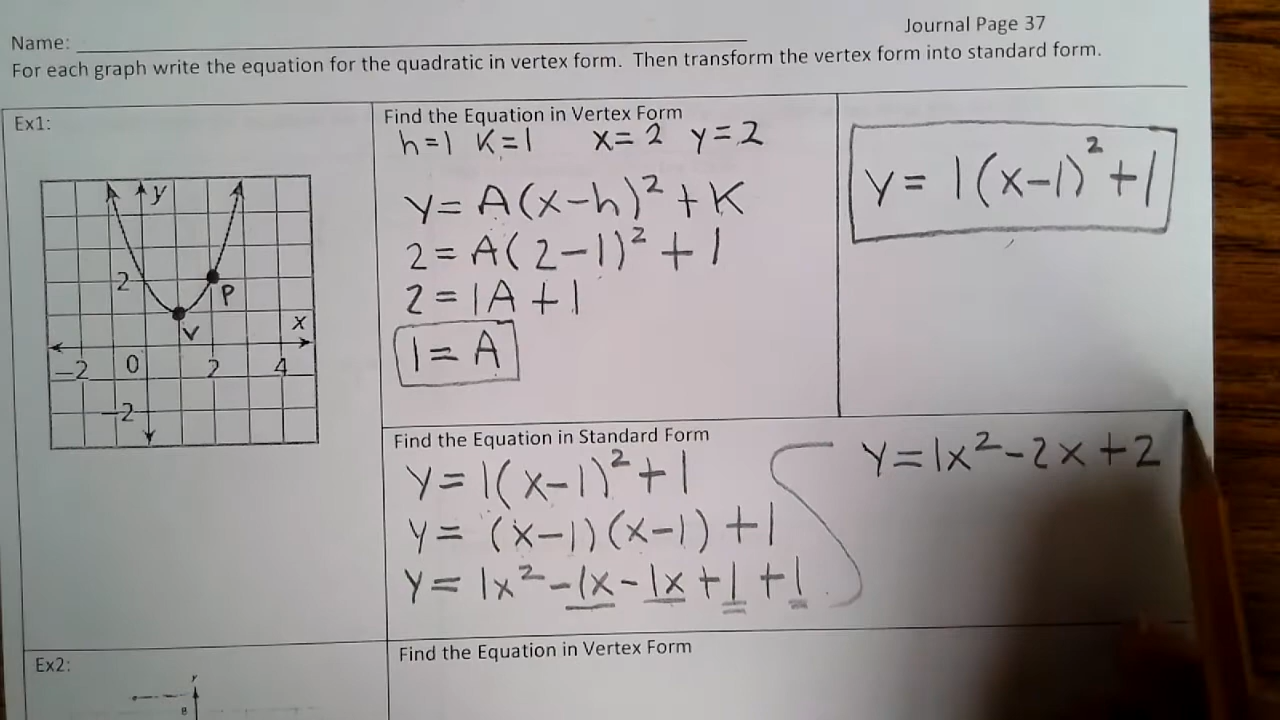 Journal Page 37
Name:
For each graph write the equation for the quadratic in vertex form. Then transform the vertex form into standard form.
Ex1:
y
2
P
V
x
-2 0 2 4
-2
Find the Equation in Vertex Form
h=1 K=1 x=2 y=2
y=A(x-h)²+K
2=A(2-1)²+1
2=1A+1
1=A
y=1(x-1)²+1
Find the Equation in Standard Form
y=1(x-1)²+1
y=(x-1)(x-1)+1
y=1x²-1x-1x+1+1
y=1x²-2x+2
Ex2:
Find the Equation in Vertex Form